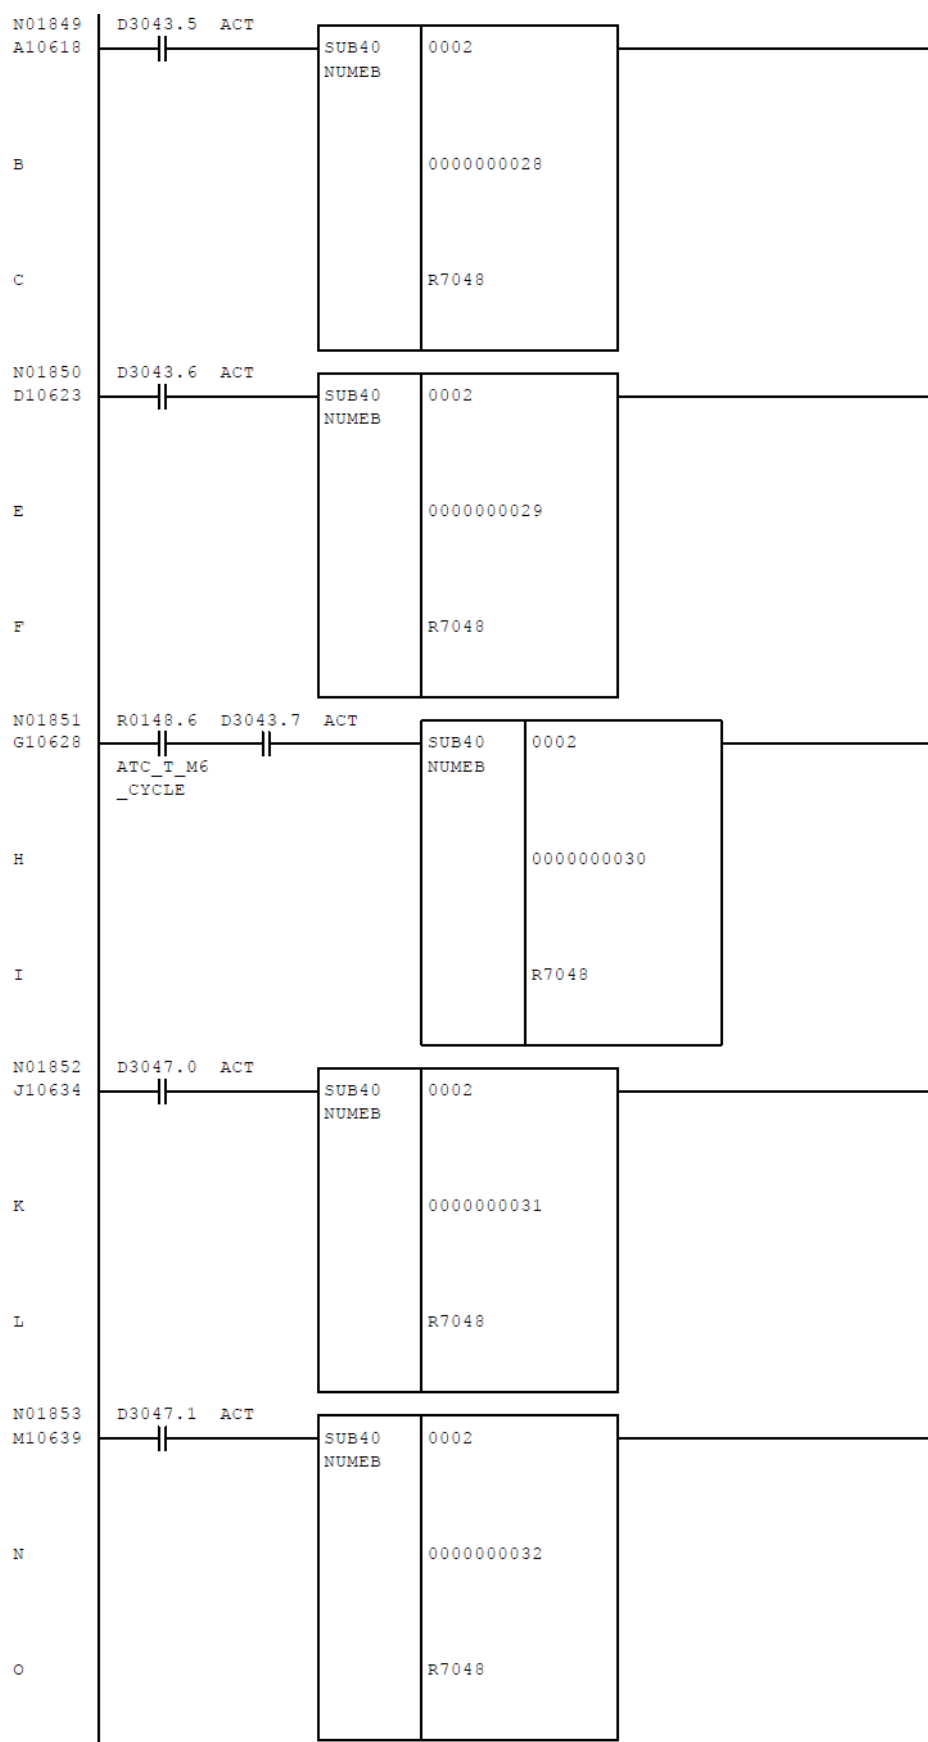 N01849 D3043.5 ACT
A10618 SUB40 0002
NUMEB
B 0000000028
C R7048
N01850 D3043.6 ACT
D10623 SUB40 0002
NUMEB
E 0000000029
F R7048
N01851 R0148.6 D3043.7 ACT
G10628 SUB40 0002
ATC_T_M6 NUMEB
_CYCLE
H 0000000030
I R7048
N01852 D3047.0 ACT
J10634 SUB40 0002
NUMEB
K 0000000031
L R7048
N01853 D3047.1 ACT
M10639 SUB40 0002
NUMEB
N 0000000032
O R7048